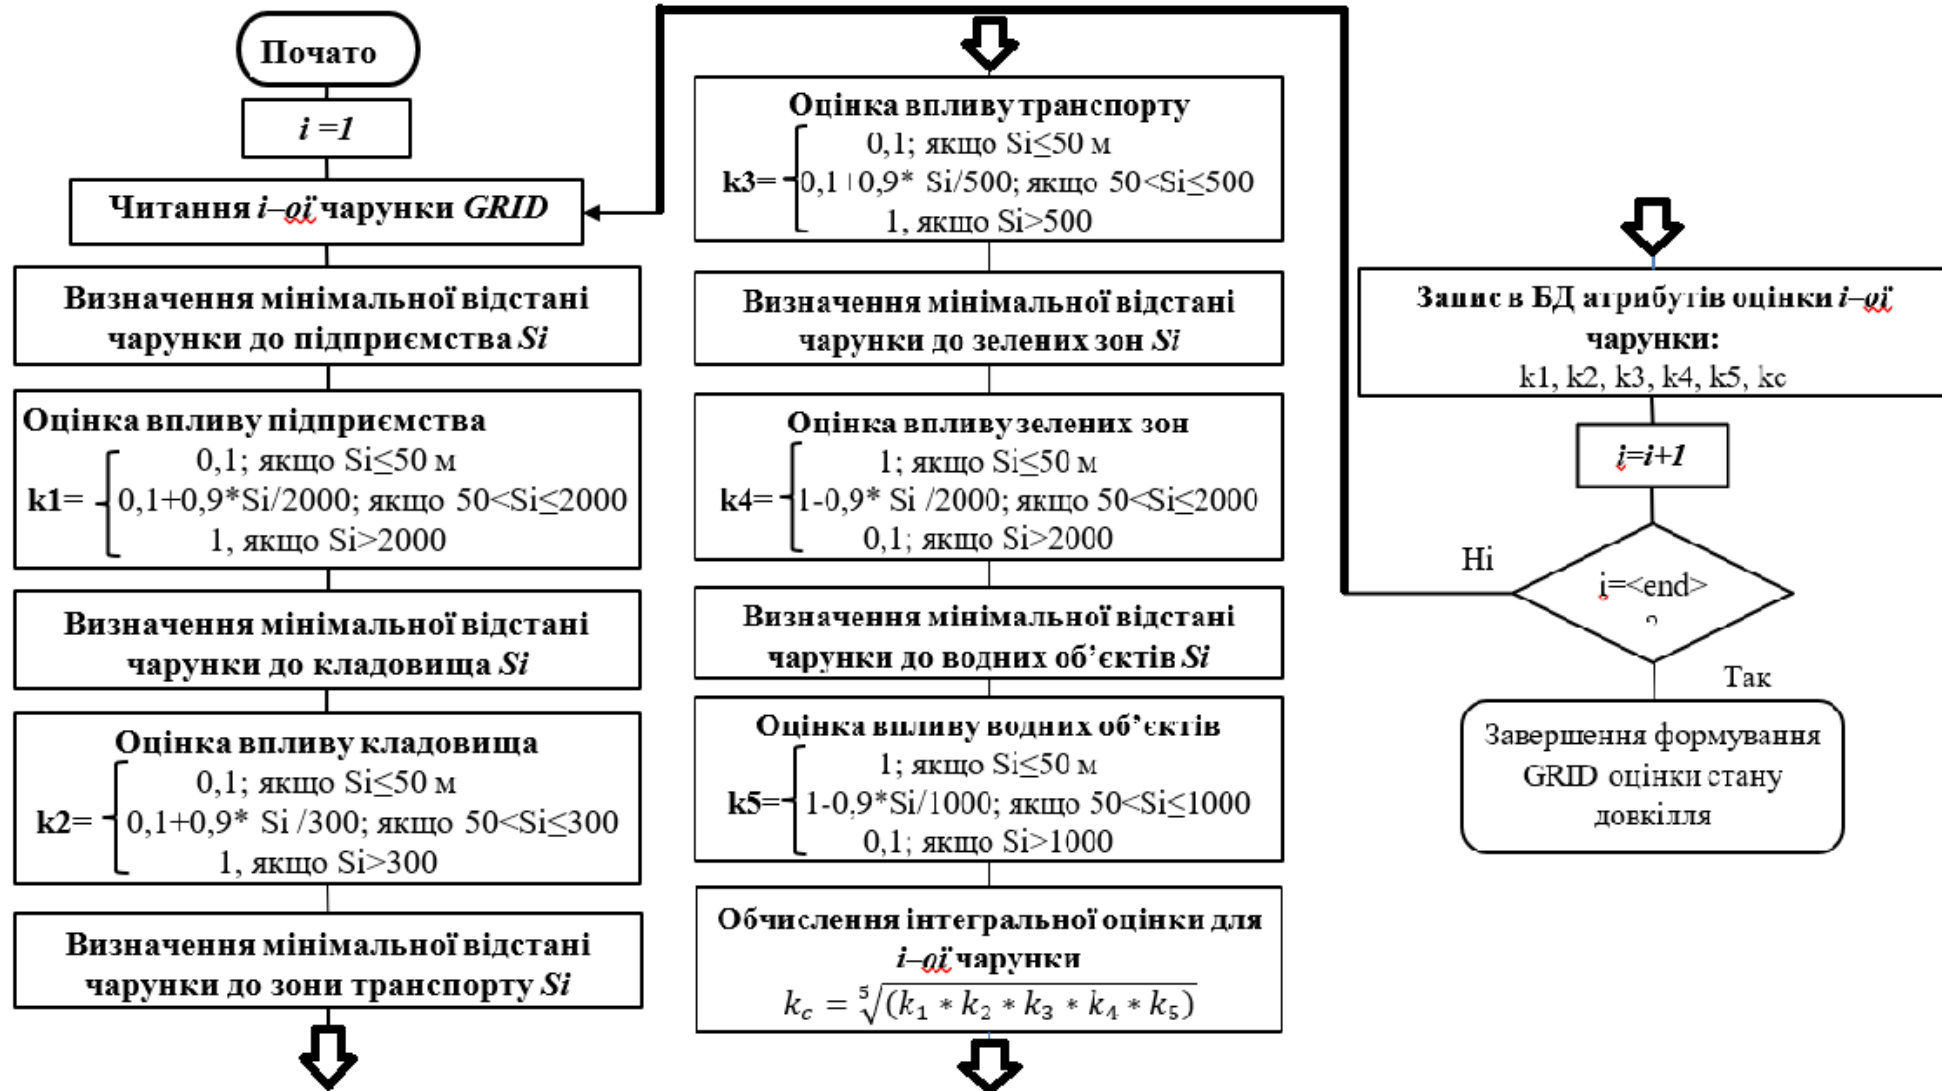 Почато
i =1
Читання i–ої чарунки GRID
Визначення мінімальної відстані
чарунки до підприємства Si
Оцінка впливу підприємства
0,1; якщо Si≤50 м
k1=
0,1+0,9*Si/2000; якщо 50<Si≤2000
1, якщо Si>2000
Визначення мінімальної відстані
чарунки до кладовища Si
Оцінка впливу кладовища
0,1; якщо Si≤50 м
k2=
0,1+0,9* Si /300; якщо 50<Si≤300
1, якщо Si>300
Визначення мінімальної відстані
чарунки до зони транспорту Si
Оцінка впливу транспорту
0,1; якщо Si≤50 м
k3=
0,1+0,9* Si/500; якщо 50<Si≤500
1, якщо Si>500
Визначення мінімальної відстані
чарунки до зелених зон Si
Оцінка впливу зелених зон
1; якщо Si≤50 м
k4=
1-0,9* Si /2000; якщо 50<Si≤2000
0,1; якщо Si>2000
Визначення мінімальної відстані
чарунки до водних об’єктів Si
Оцінка впливу водних об’єктів
1; якщо Si≤50 м
k5=
1-0,9*Si/1000; якщо 50<Si≤1000
0,1; якщо Si>1000
Обчислення інтегральної оцінки для
i–ої чарунки
k_c = ⁵√(k₁ * k₂ * k₃ * k₄ * k₅)
Запис в БД атрибутів оцінки i–ої
чарунки:
k1, k2, k3, k4, k5, kc
i=i+1
Ні
i=<end>
?
Так
Завершення формування
GRID оцінки стану
довкілля